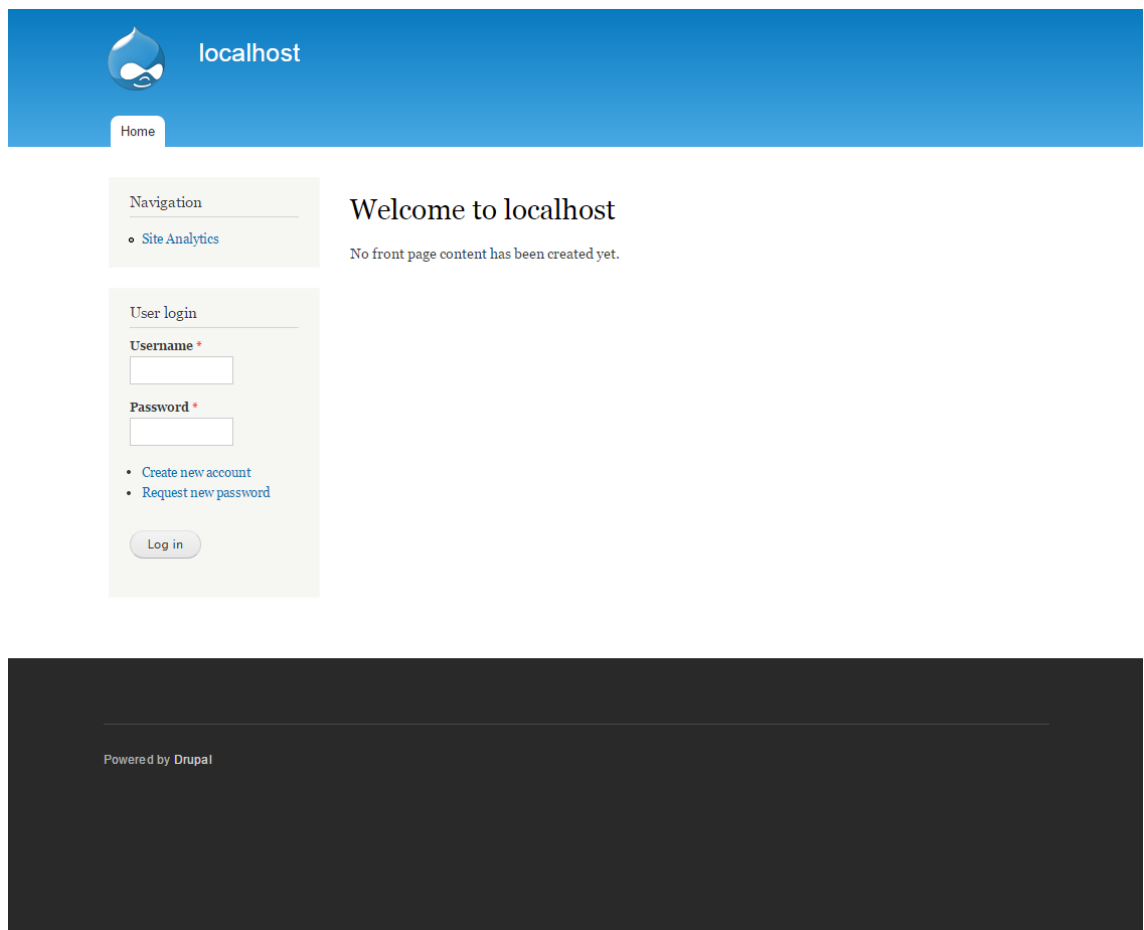 localhost
Home
Navigation
Site Analytics
Welcome to localhost
No front page content has been created yet.
User login
Username *
Password *
Create new account
Request new password
Log in
Powered by Drupal